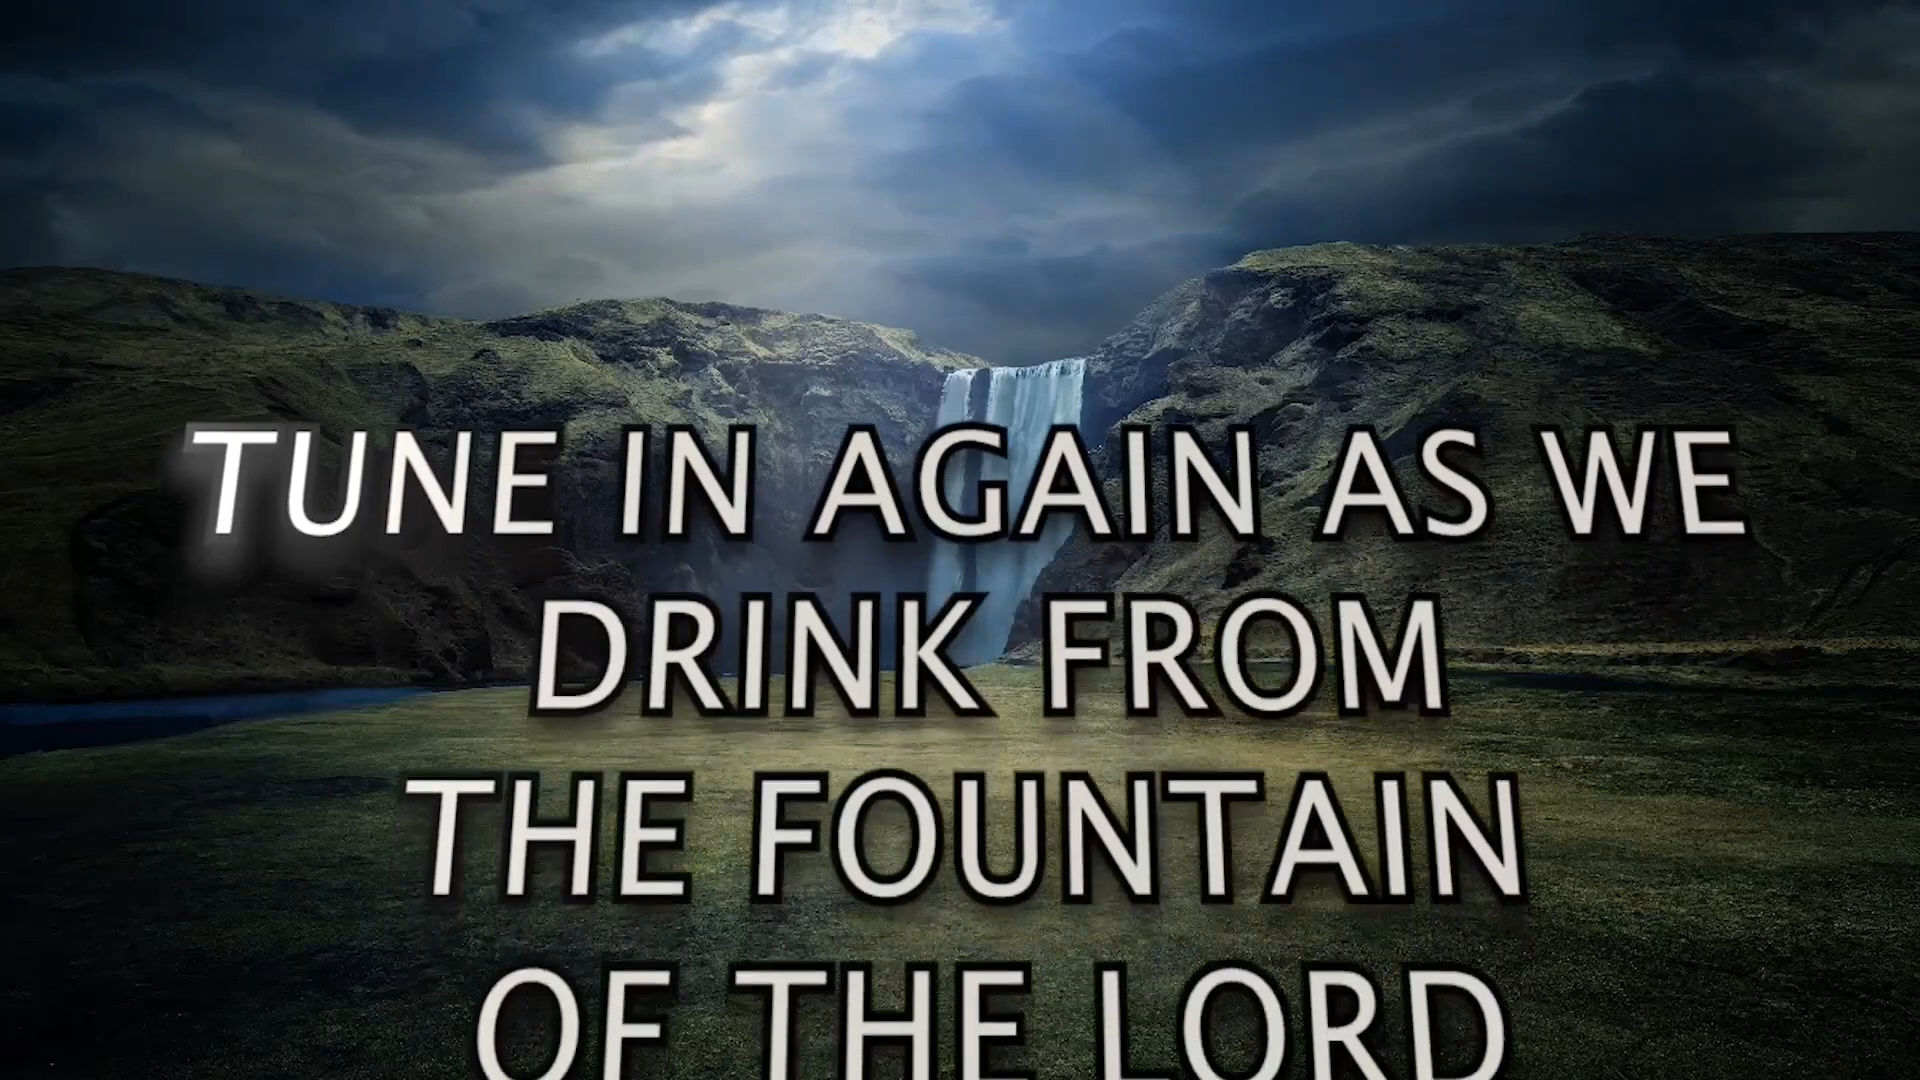 TUNE IN AGAIN AS WE
DRINK FROM
THE FOUNTAIN
OF THE LORD